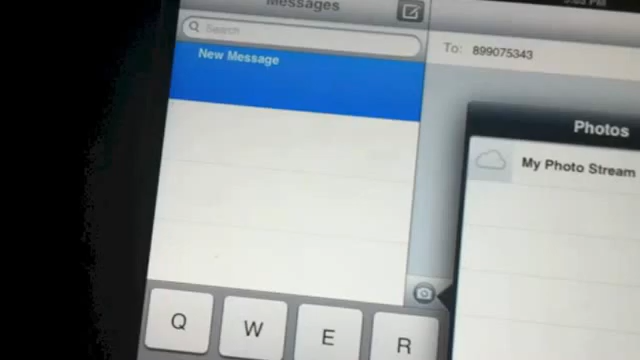 Messages
Search
New Message
To: 899075343
Photos
My Photo Stream
Q W E R